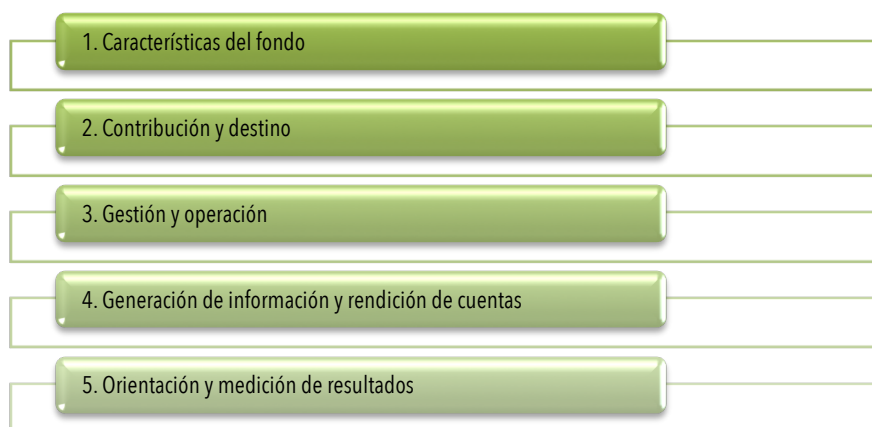 1. Características del fondo
2. Contribución y destino
3. Gestión y operación
4. Generación de información y rendición de cuentas
5. Orientación y medición de resultados